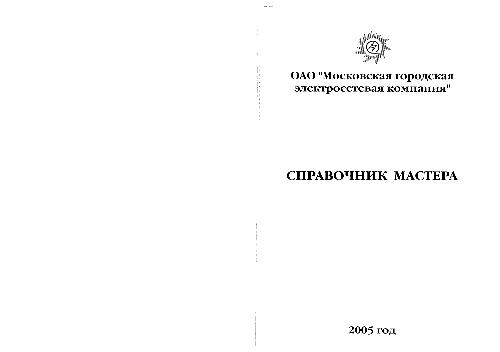 ОАО "Московская городская
электросетевая компания"
СПРАВОЧНИК МАСТЕРА
2005 год